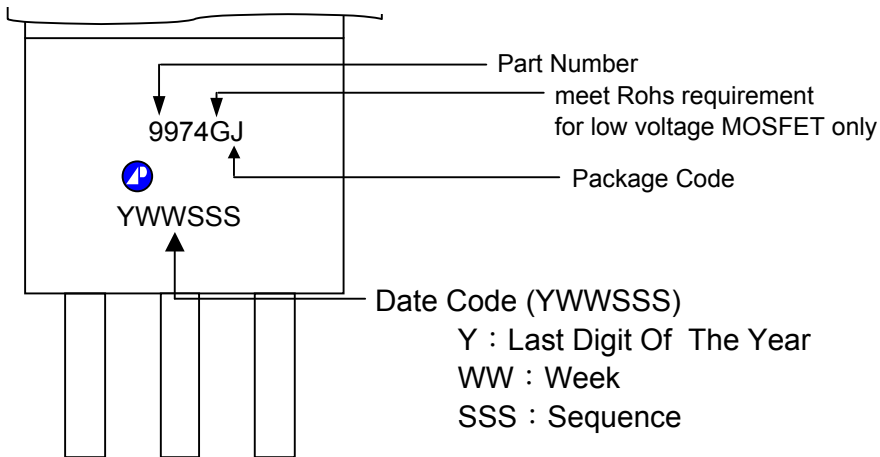 Part Number
meet Rohs requirement
for low voltage MOSFET only
9974GJ
Package Code
YWWSSS
Date Code (YWWSSS)
Y：Last Digit Of The Year
WW：Week
SSS：Sequence